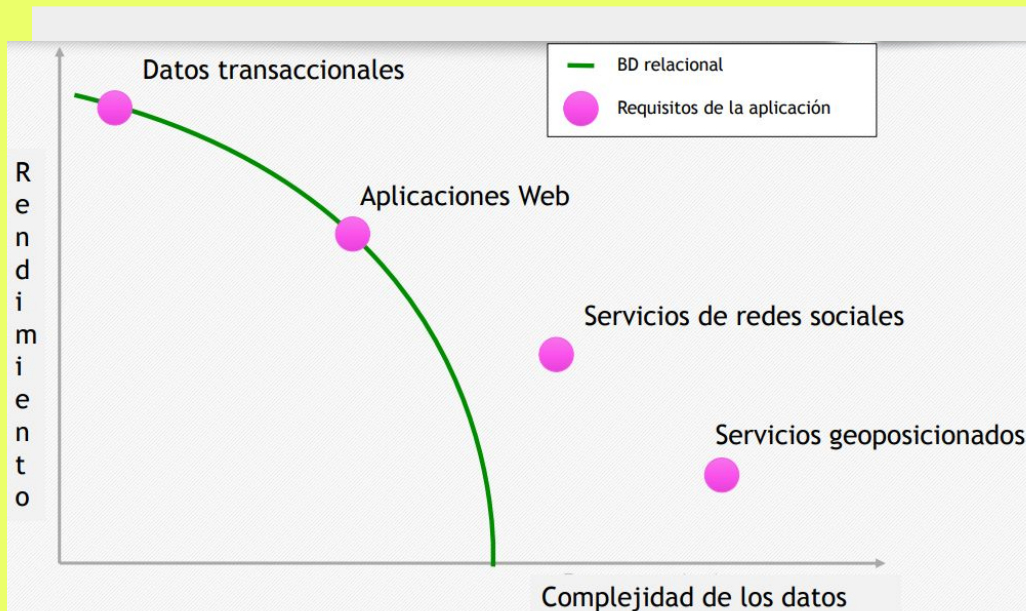 Datos transaccionales
BD relacional
Requisitos de la aplicación
Rendimiento
Aplicaciones Web
Servicios de redes sociales
Servicios geoposicionados
Complejidad de los datos